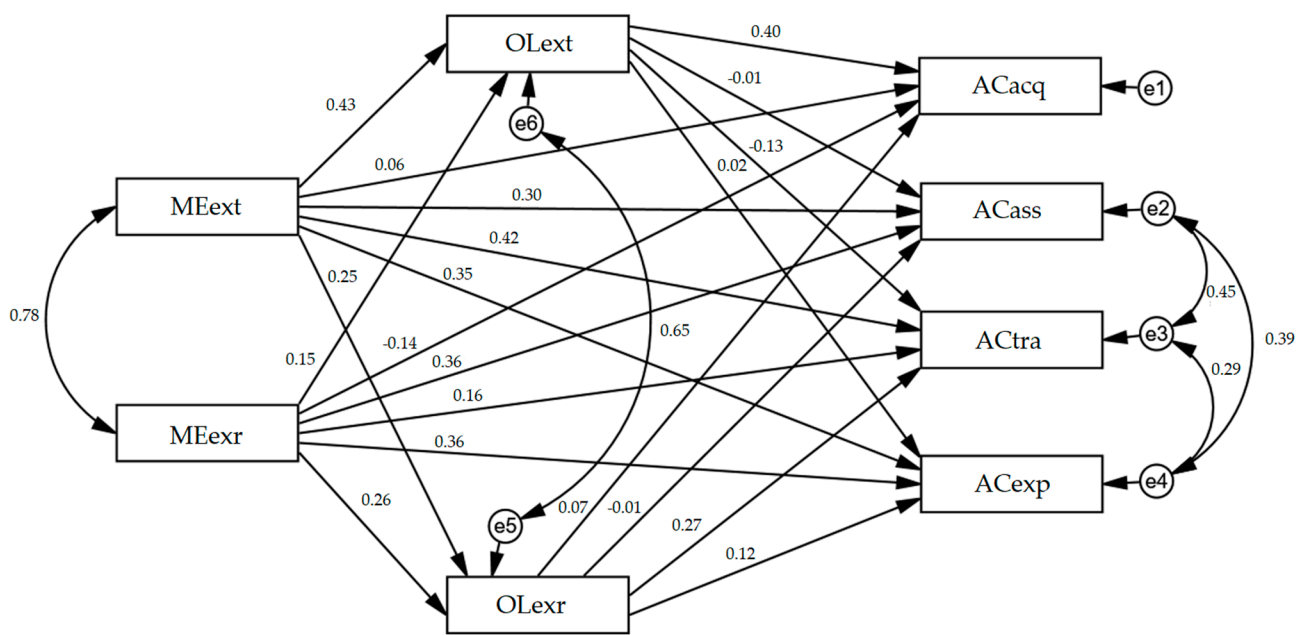 OLext
0.40
ACacq
e1
-0.01
0.43
e6
-0.13
0.06
0.02
MEext
0.30
ACass
e2
0.42
0.25
0.35
0.45
0.78
0.65
ACtra
e3
0.39
-0.14
0.15
0.36
0.29
0.16
MEexr
0.36
ACexp
e4
0.26
0.07
-0.01
e5
0.27
0.12
OLexr